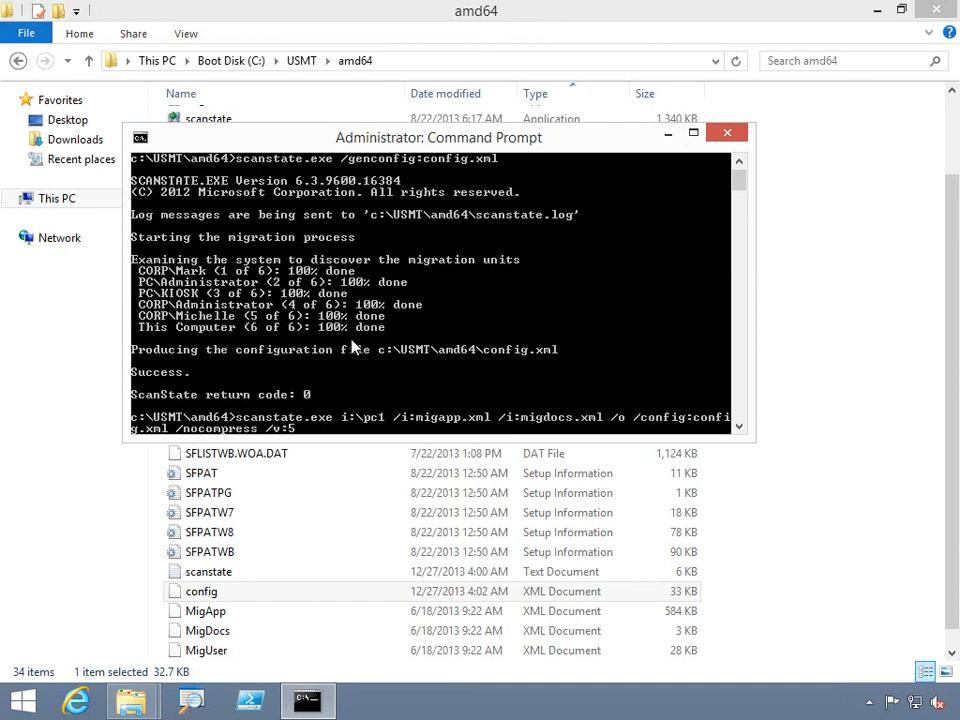 amd64
File
Home
Share
View
This PC
Boot Disk (C:)
USMT
amd64
Search amd64
Name
Date modified
Type
Size
Favorites
Desktop
Downloads
Recent places
This PC
Network
scanstate
8/22/2013 6:17 AM
Application
1,340 KB
Administrator: Command Prompt
c:\USMT\amd64>scanstate.exe /genconfig:config.xml
SCANSTATE.EXE Version 6.3.9600.16384
(C) 2012 Microsoft Corporation. All rights reserved.
Log messages are being sent to 'c:\USMT\amd64\scanstate.log'
Starting the migration process
Examining the system to discover the migration units
CORP\Mark (1 of 6): 100% done
PC\Administrator (2 of 6): 100% done
PC\KIOSK (3 of 6): 100% done
CORP\Administrator (4 of 6): 100% done
CORP\Michelle (5 of 6): 100% done
This Computer (6 of 6): 100% done
Producing the configuration file c:\USMT\amd64\config.xml
Success.
ScanState return code: 0
c:\USMT\amd64>scanstate.exe i:\pc1 /i:migapp.xml /i:migdocs.xml /o /config:confi
g.xml /nocompress /v:5
SFLISTWB.WOA.DAT 7/22/2013 1:08 PM DAT File 1,124 KB
SFPAT 8/22/2013 12:50 AM Setup Information 11 KB
SFPATPG 8/22/2013 12:50 AM Setup Information 1 KB
SFPATW7 8/22/2013 12:50 AM Setup Information 18 KB
SFPATW8 8/22/2013 12:50 AM Setup Information 78 KB
SFPATWB 8/22/2013 12:50 AM Setup Information 90 KB
scanstate 12/27/2013 4:00 AM Text Document 6 KB
config 12/27/2013 4:02 AM XML Document 33 KB
MigApp 6/18/2013 9:22 AM XML Document 584 KB
MigDocs 6/18/2013 9:22 AM XML Document 3 KB
MigUser 6/18/2013 9:22 AM XML Document 28 KB
34 items 1 item selected 32.7 KB